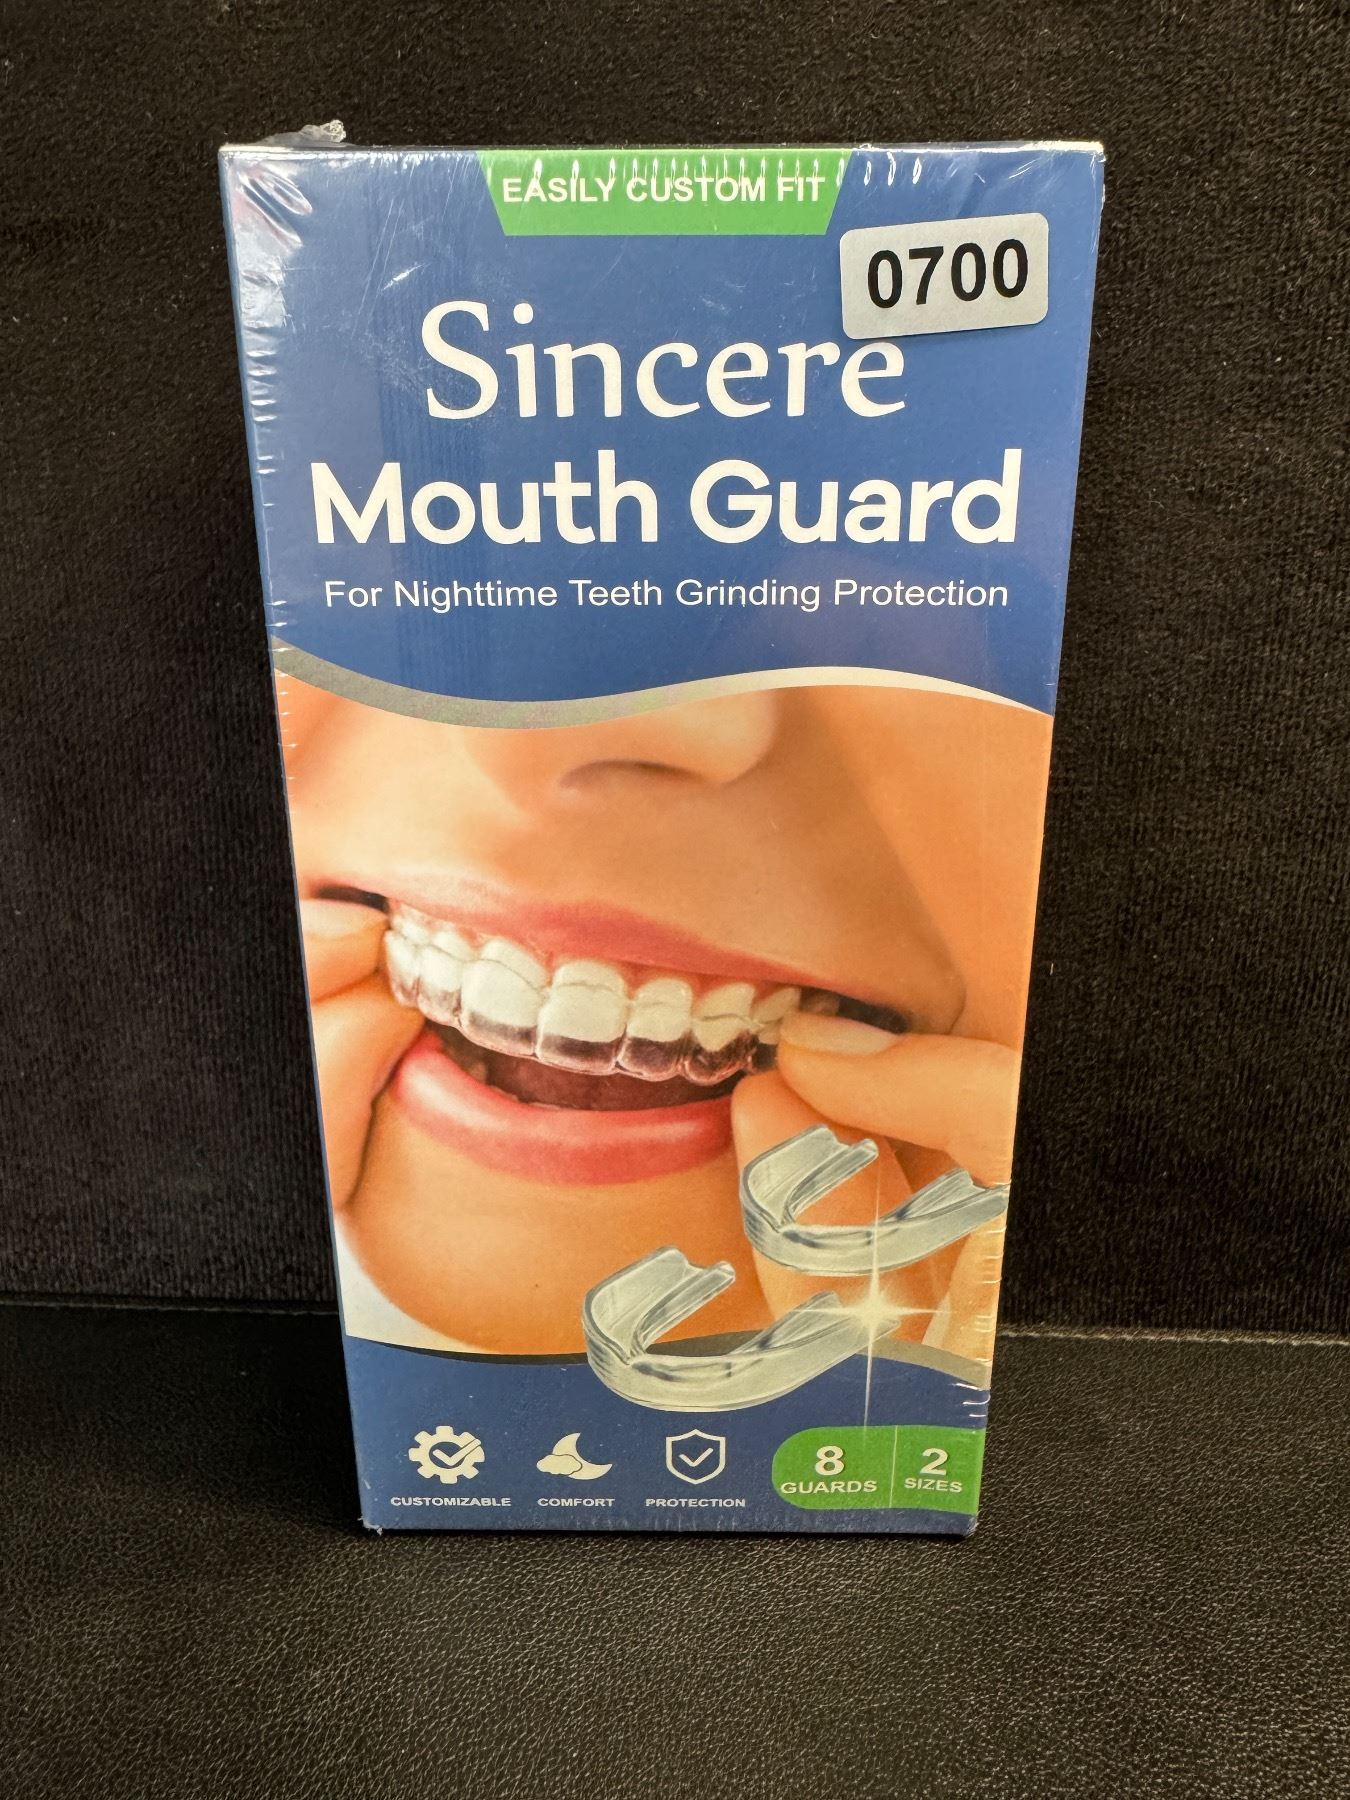 EASILY CUSTOM FIT
0700
Sincere
Mouth Guard
For Nighttime Teeth Grinding Protection
CUSTOMIZABLE
COMFORT
PROTECTION
8
GUARDS
2
SIZES